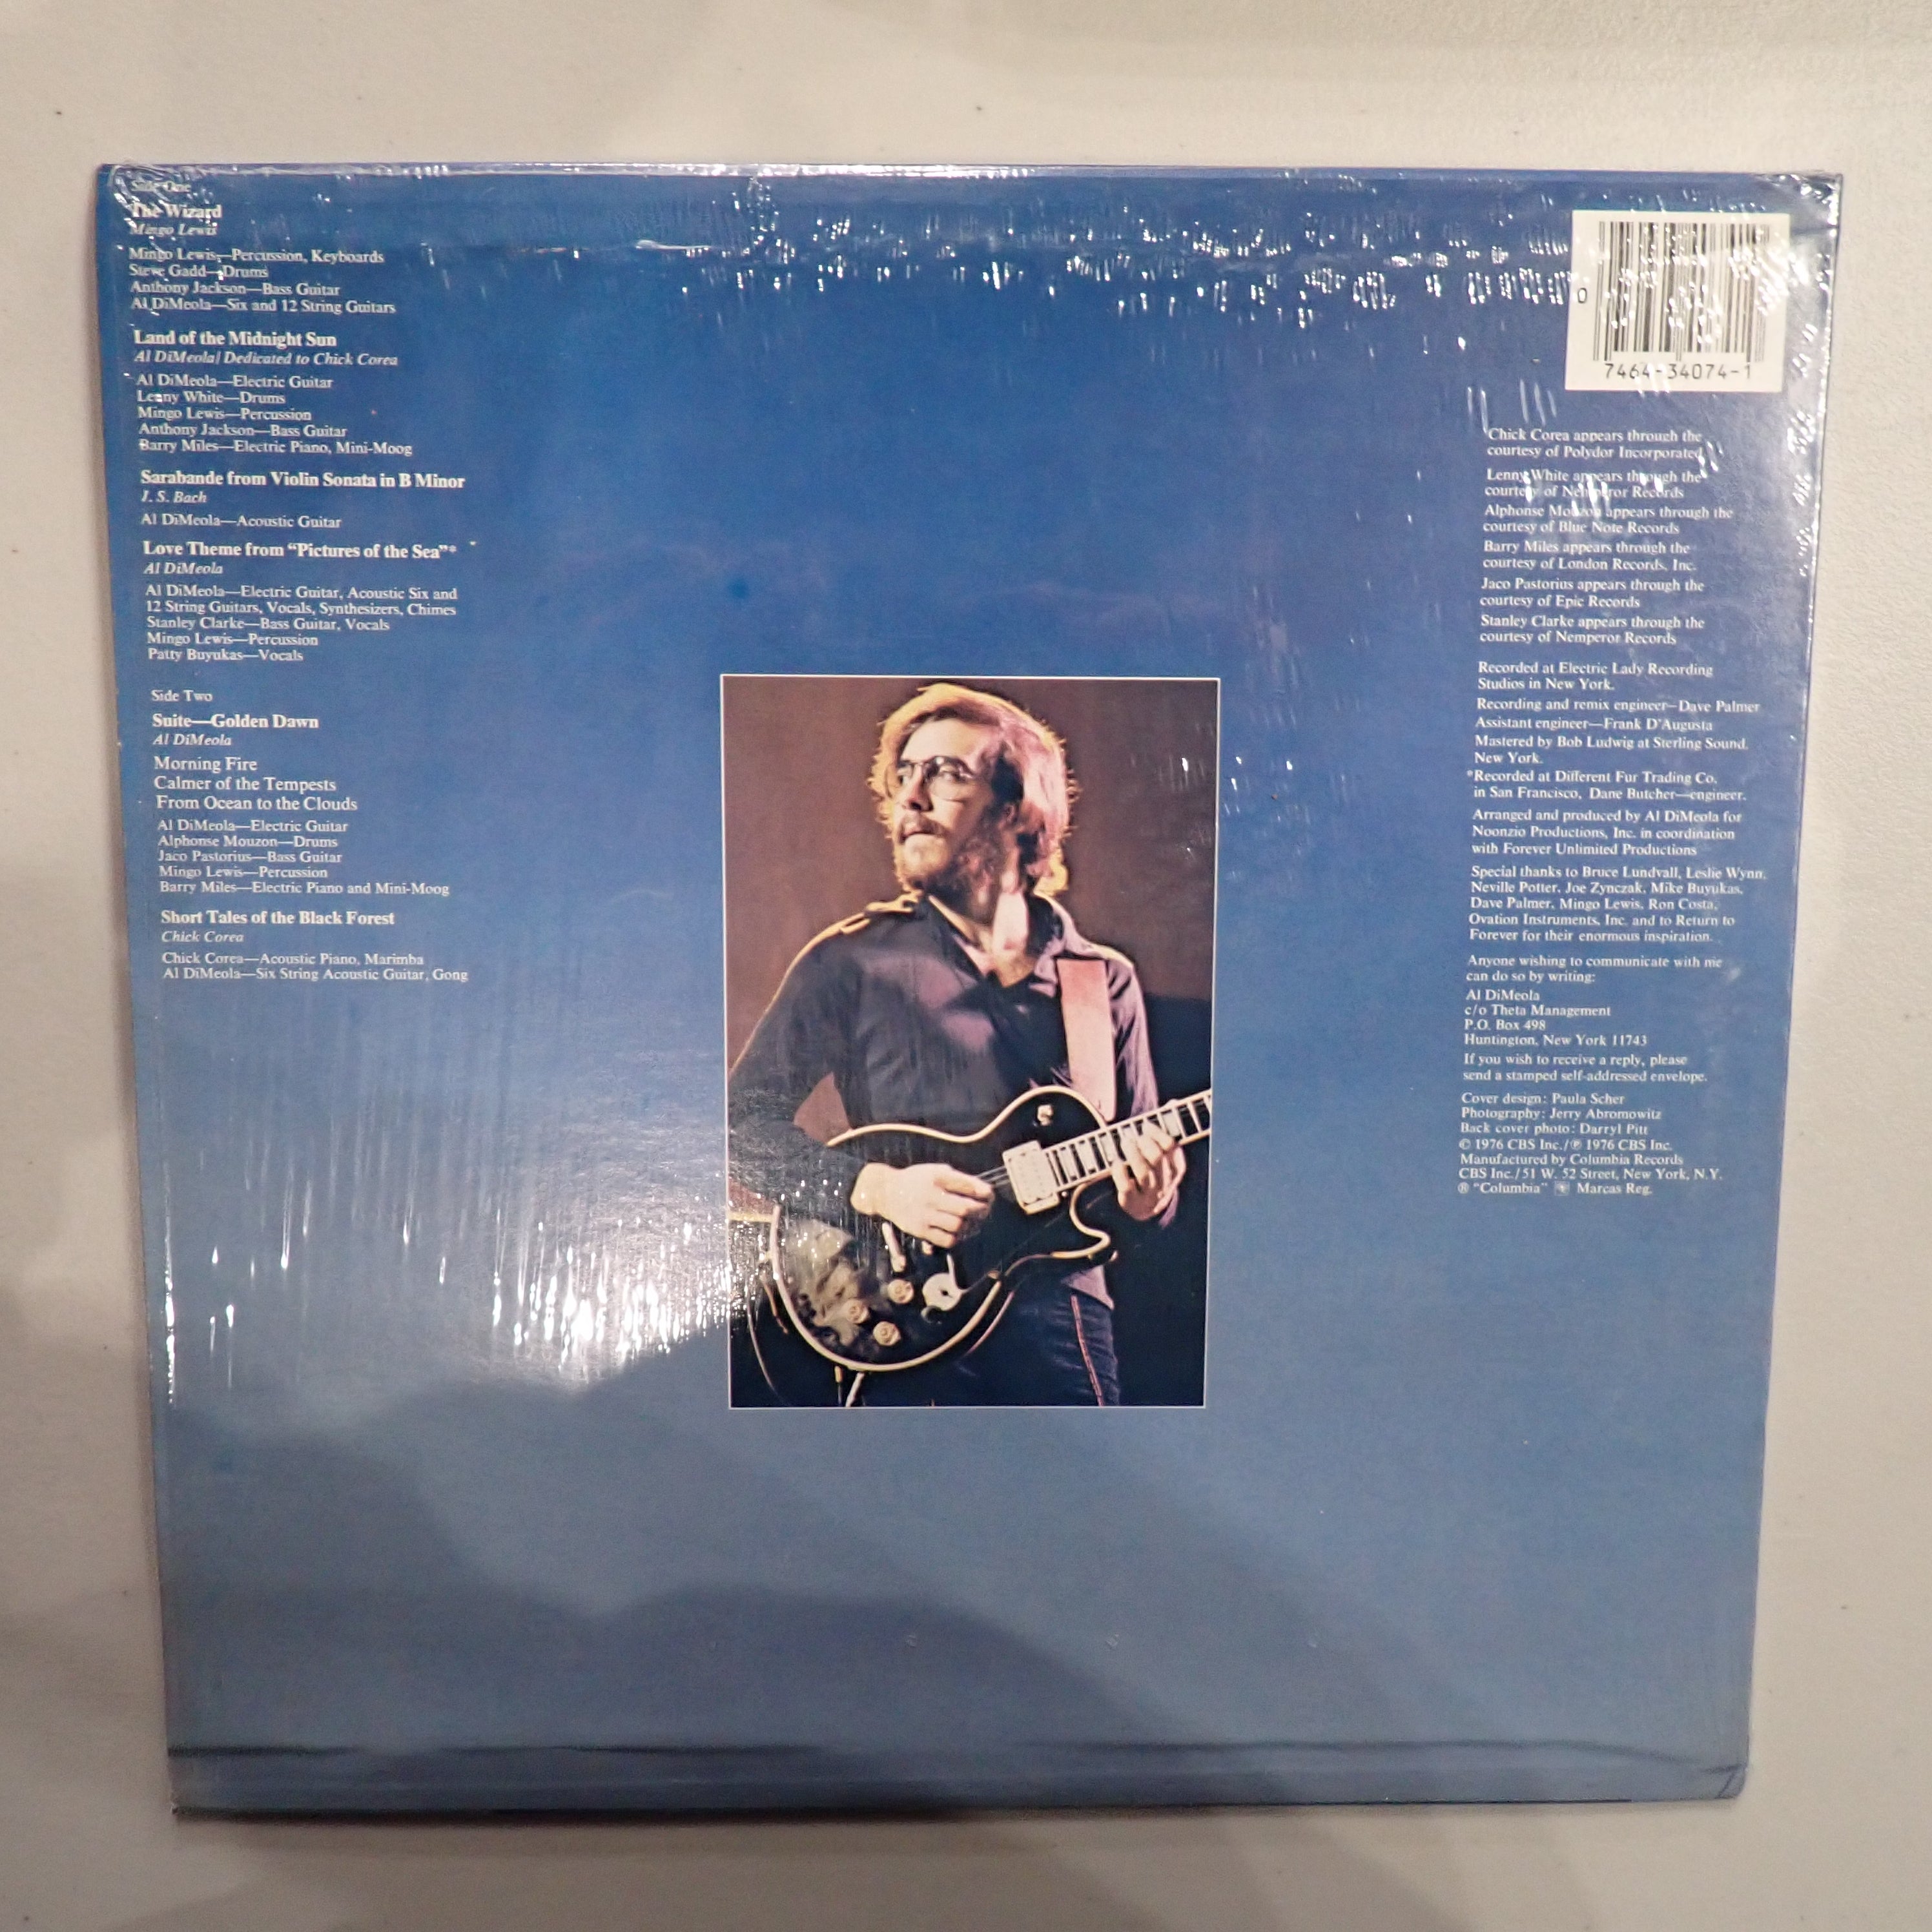 Side One
The Wizard
Mingo Lewis
Mingo Lewis—Percussion, Keyboards
Steve Gadd—Drums
Anthony Jackson—Bass Guitar
Al DiMeola—Six and 12 String Guitars
Land of the Midnight Sun
Al DiMeola/Dedicated to Chick Corea
Al DiMeola—Electric Guitar
Lenny White—Drums
Mingo Lewis—Percussion
Anthony Jackson—Bass Guitar
Barry Miles—Electric Piano, Mini-Moog
Sarabande from Violin Sonata in B Minor
J. S. Bach
Al DiMeola—Acoustic Guitar
Love Theme from “Pictures of the Sea”*
Al DiMeola
Al DiMeola—Electric Guitar, Acoustic Six and
12 String Guitars, Vocals, Synthesizers, Chimes
Stanley Clarke—Bass Guitar, Vocals
Mingo Lewis—Percussion
Patty Buyukas—Vocals
Side Two
Suite—Golden Dawn
Al DiMeola
Morning Fire
Calmer of the Tempests
From Ocean to the Clouds
Al DiMeola—Electric Guitar
Alphonse Mouzon—Drums
Jaco Pastorius—Bass Guitar
Mingo Lewis—Percussion
Barry Miles—Electric Piano and Mini-Moog
Short Tales of the Black Forest
Chick Corea
Chick Corea—Acoustic Piano, Marimba
Al DiMeola—Six String Acoustic Guitar, Gong
0
7464-34074-1
Chick Corea appears through the
courtesy of Polydor Incorporated
Lenny White appears through the
courtesy of Nemperor Records
Alphonse Mouzon appears through the
courtesy of Blue Note Records
Barry Miles appears through the
courtesy of London Records, Inc.
Jaco Pastorius appears through the
courtesy of Epic Records
Stanley Clarke appears through the
courtesy of Nemperor Records
Recorded at Electric Lady Recording
Studios in New York.
Recording and remix engineer—Dave Palmer
Assistant engineer—Frank D'Augusta
Mastered by Bob Ludwig at Sterling Sound,
New York.
*Recorded at Different Fur Trading Co.
in San Francisco, Dane Butcher—engineer.
Arranged and produced by Al DiMeola for
Noonzio Productions, Inc. in coordination
with Forever Unlimited Productions
Special thanks to Bruce Lundvall, Leslie Wynn,
Neville Potter, Joe Zynczak, Mike Buyukas,
Dave Palmer, Mingo Lewis, Ron Costa,
Ovation Instruments, Inc. and to Return to
Forever for their enormous inspiration.
Anyone wishing to communicate with me
can do so by writing:
Al DiMeola
c/o Theta Management
P.O. Box 498
Huntington, New York 11743
If you wish to receive a reply, please
send a stamped self-addressed envelope.
Cover design: Paula Scher
Photography: Jerry Abromowitz
Back cover photo: Darryl Pitt
© 1976 CBS Inc./℗ 1976 CBS Inc.
Manufactured by Columbia Records
CBS Inc./51 W. 52 Street, New York, N.Y.
® “Columbia” Marcas Reg.